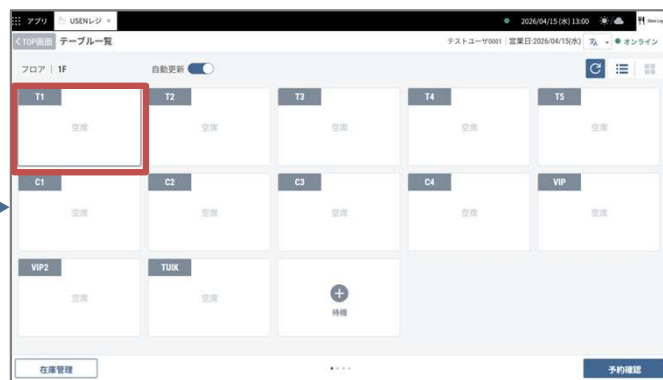 アプリ USENレジ × 2026/04/15 (水) 13:00
<TOP画面 テーブル一覧 テストユーザ0001 営業日:2026/04/15(水) オンライン
フロア | 1F 自動更新
T1 T2 T3 T4 T5
空席 空席 空席 空席 空席
C1 C2 C3 C4 VIP
空席 空席 空席 空席 空席
VIP2 TUIK
空席 空席 待機
在庫管理 予約確認